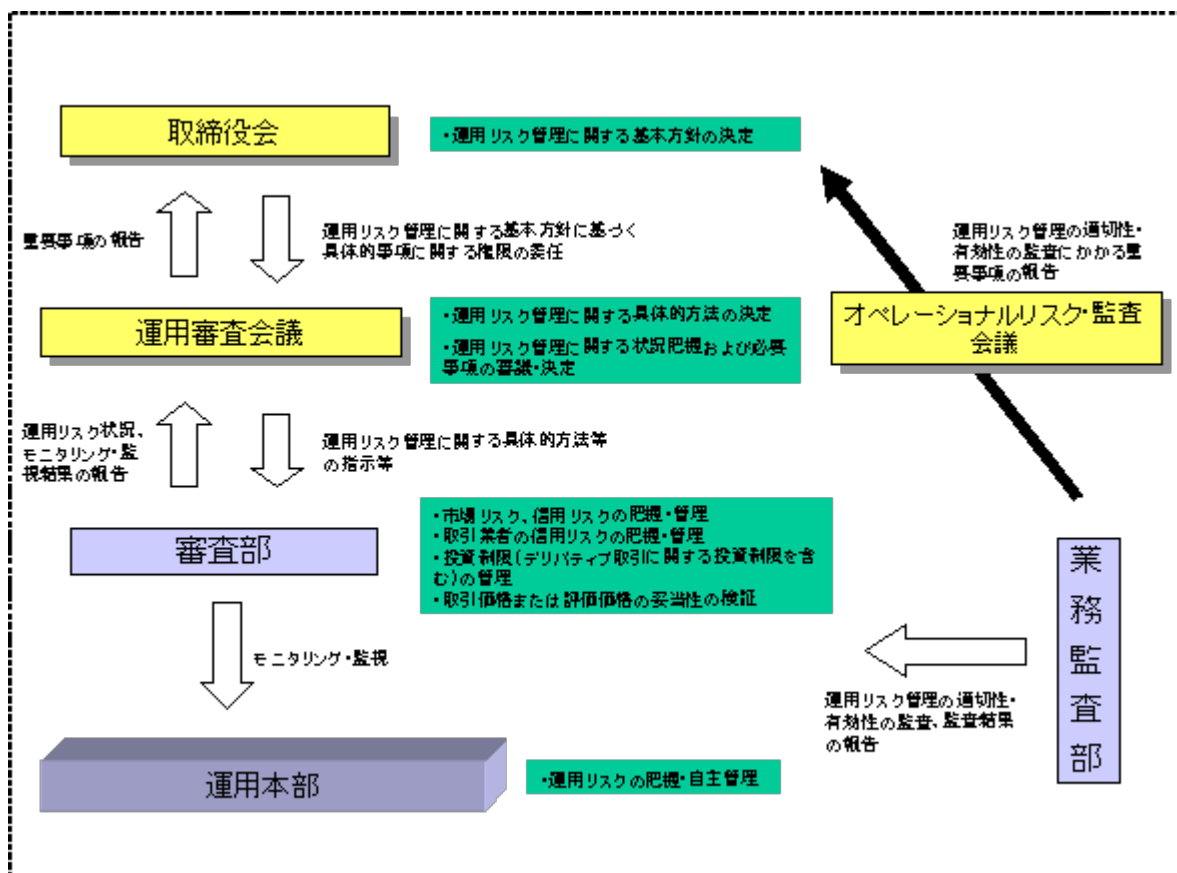 取締役会
・運用リスク管理に関する基本方針の決定
重要事項の報告
運用リスク管理に関する基本方針に基づく
具体的事項に関する権限の委任
運用リスク管理の適切性・
有効性の監査にかかる重
要事項の報告
運用審査会議
・運用リスク管理に関する具体的方法の決定
・運用リスク管理に関する状況把握および必要
事項の審議・決定
オペレーショナルリスク・監査
会議
運用リスク状況、
モニタリング・監
視結果の報告
運用リスク管理に関する具体的方法等
の指示等
審査部
・市場リスク、信用リスクの把握・管理
・取引業者の信用リスクの把握・管理
・投資制限(デリバティブ取引に関する投資制限を含
む)の管理
・取引価格または評価価格の妥当性の検証
業務監査部
モニタリング・監視
運用リスク管理の適切性・
有効性の監査、監査結果
の報告
運用本部
・運用リスクの把握・自主管理